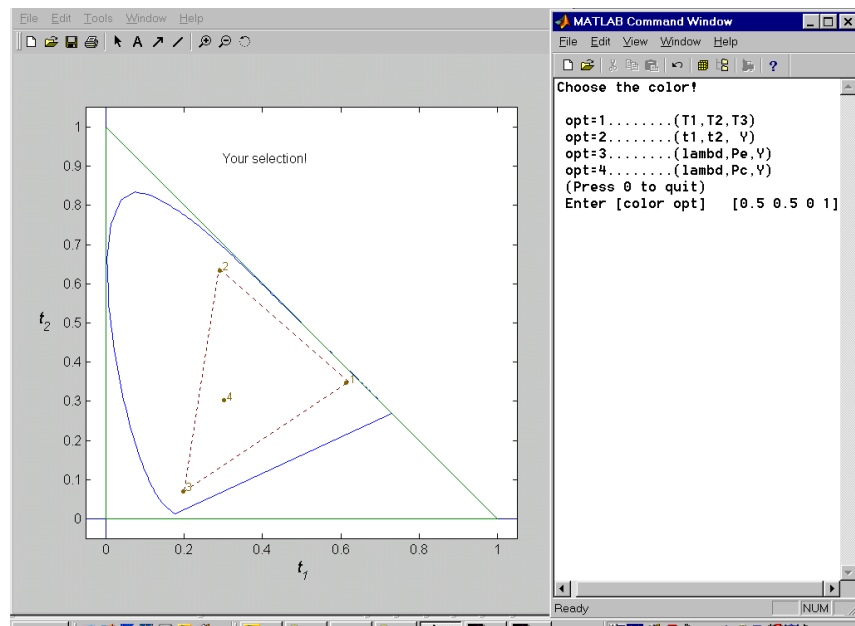 File Edit Tools Window Help
Your selection!
1
0.9
0.8
0.7
0.6
0.5
0.4
0.3
0.2
0.1
0
t2
2
1
4
3
0 0.2 0.4 0.6 0.8 1
t1
MATLAB Command Window
File Edit View Window Help
Choose the color!
opt=1........(T1,T2,T3)
opt=2........(t1,t2, Y)
opt=3........(lambd,Pe,Y)
opt=4........(lambd,Pc,Y)
(Press 0 to quit)
Enter [color opt] [0.5 0.5 0 1]
Ready NUM